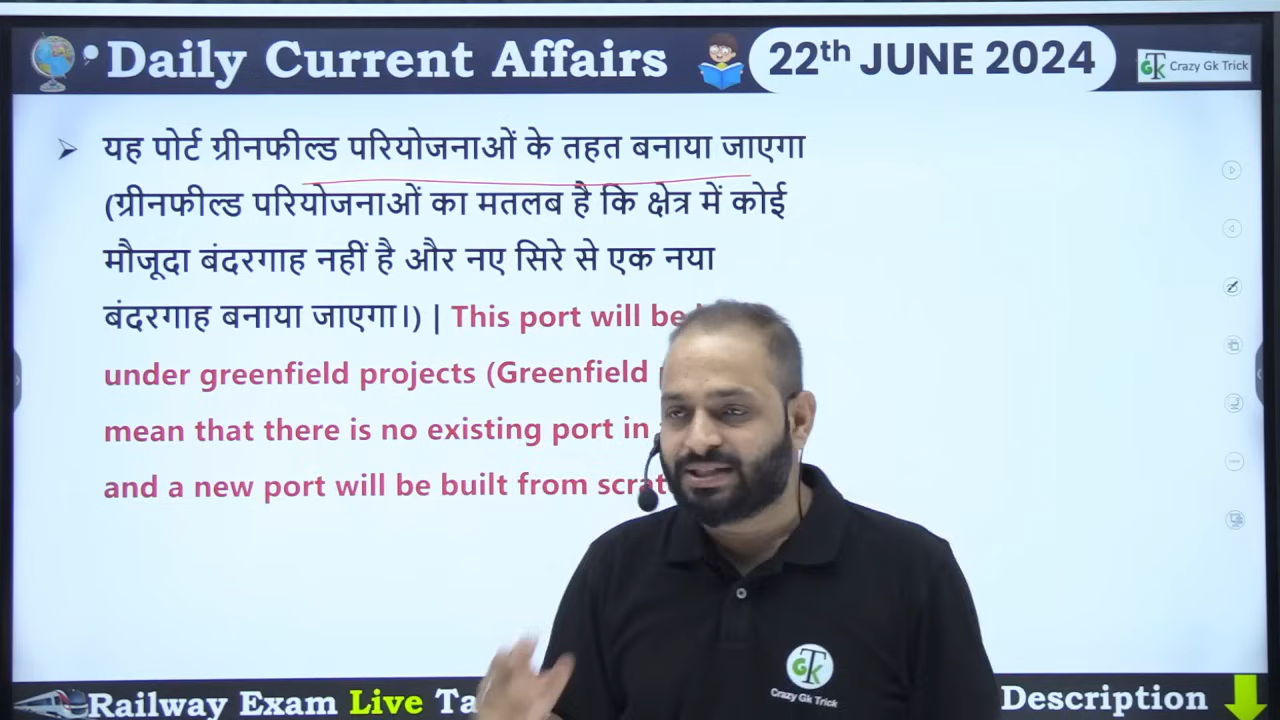 Daily Current Affairs
22th JUNE 2024
GTK Crazy Gk Trick
➢ यह पोर्ट ग्रीनफील्ड परियोजनाओं के तहत बनाया जाएगा
(ग्रीनफील्ड परियोजनाओं का मतलब है कि क्षेत्र में कोई
मौजूदा बंदरगाह नहीं है और नए सिरे से एक नया
बंदरगाह बनाया जाएगा।) | This port will be
under greenfield projects (Greenfield
mean that there is no existing port in
and a new port will be built from
GTK
Crazy Gk Trick
Railway Exam Live
Description